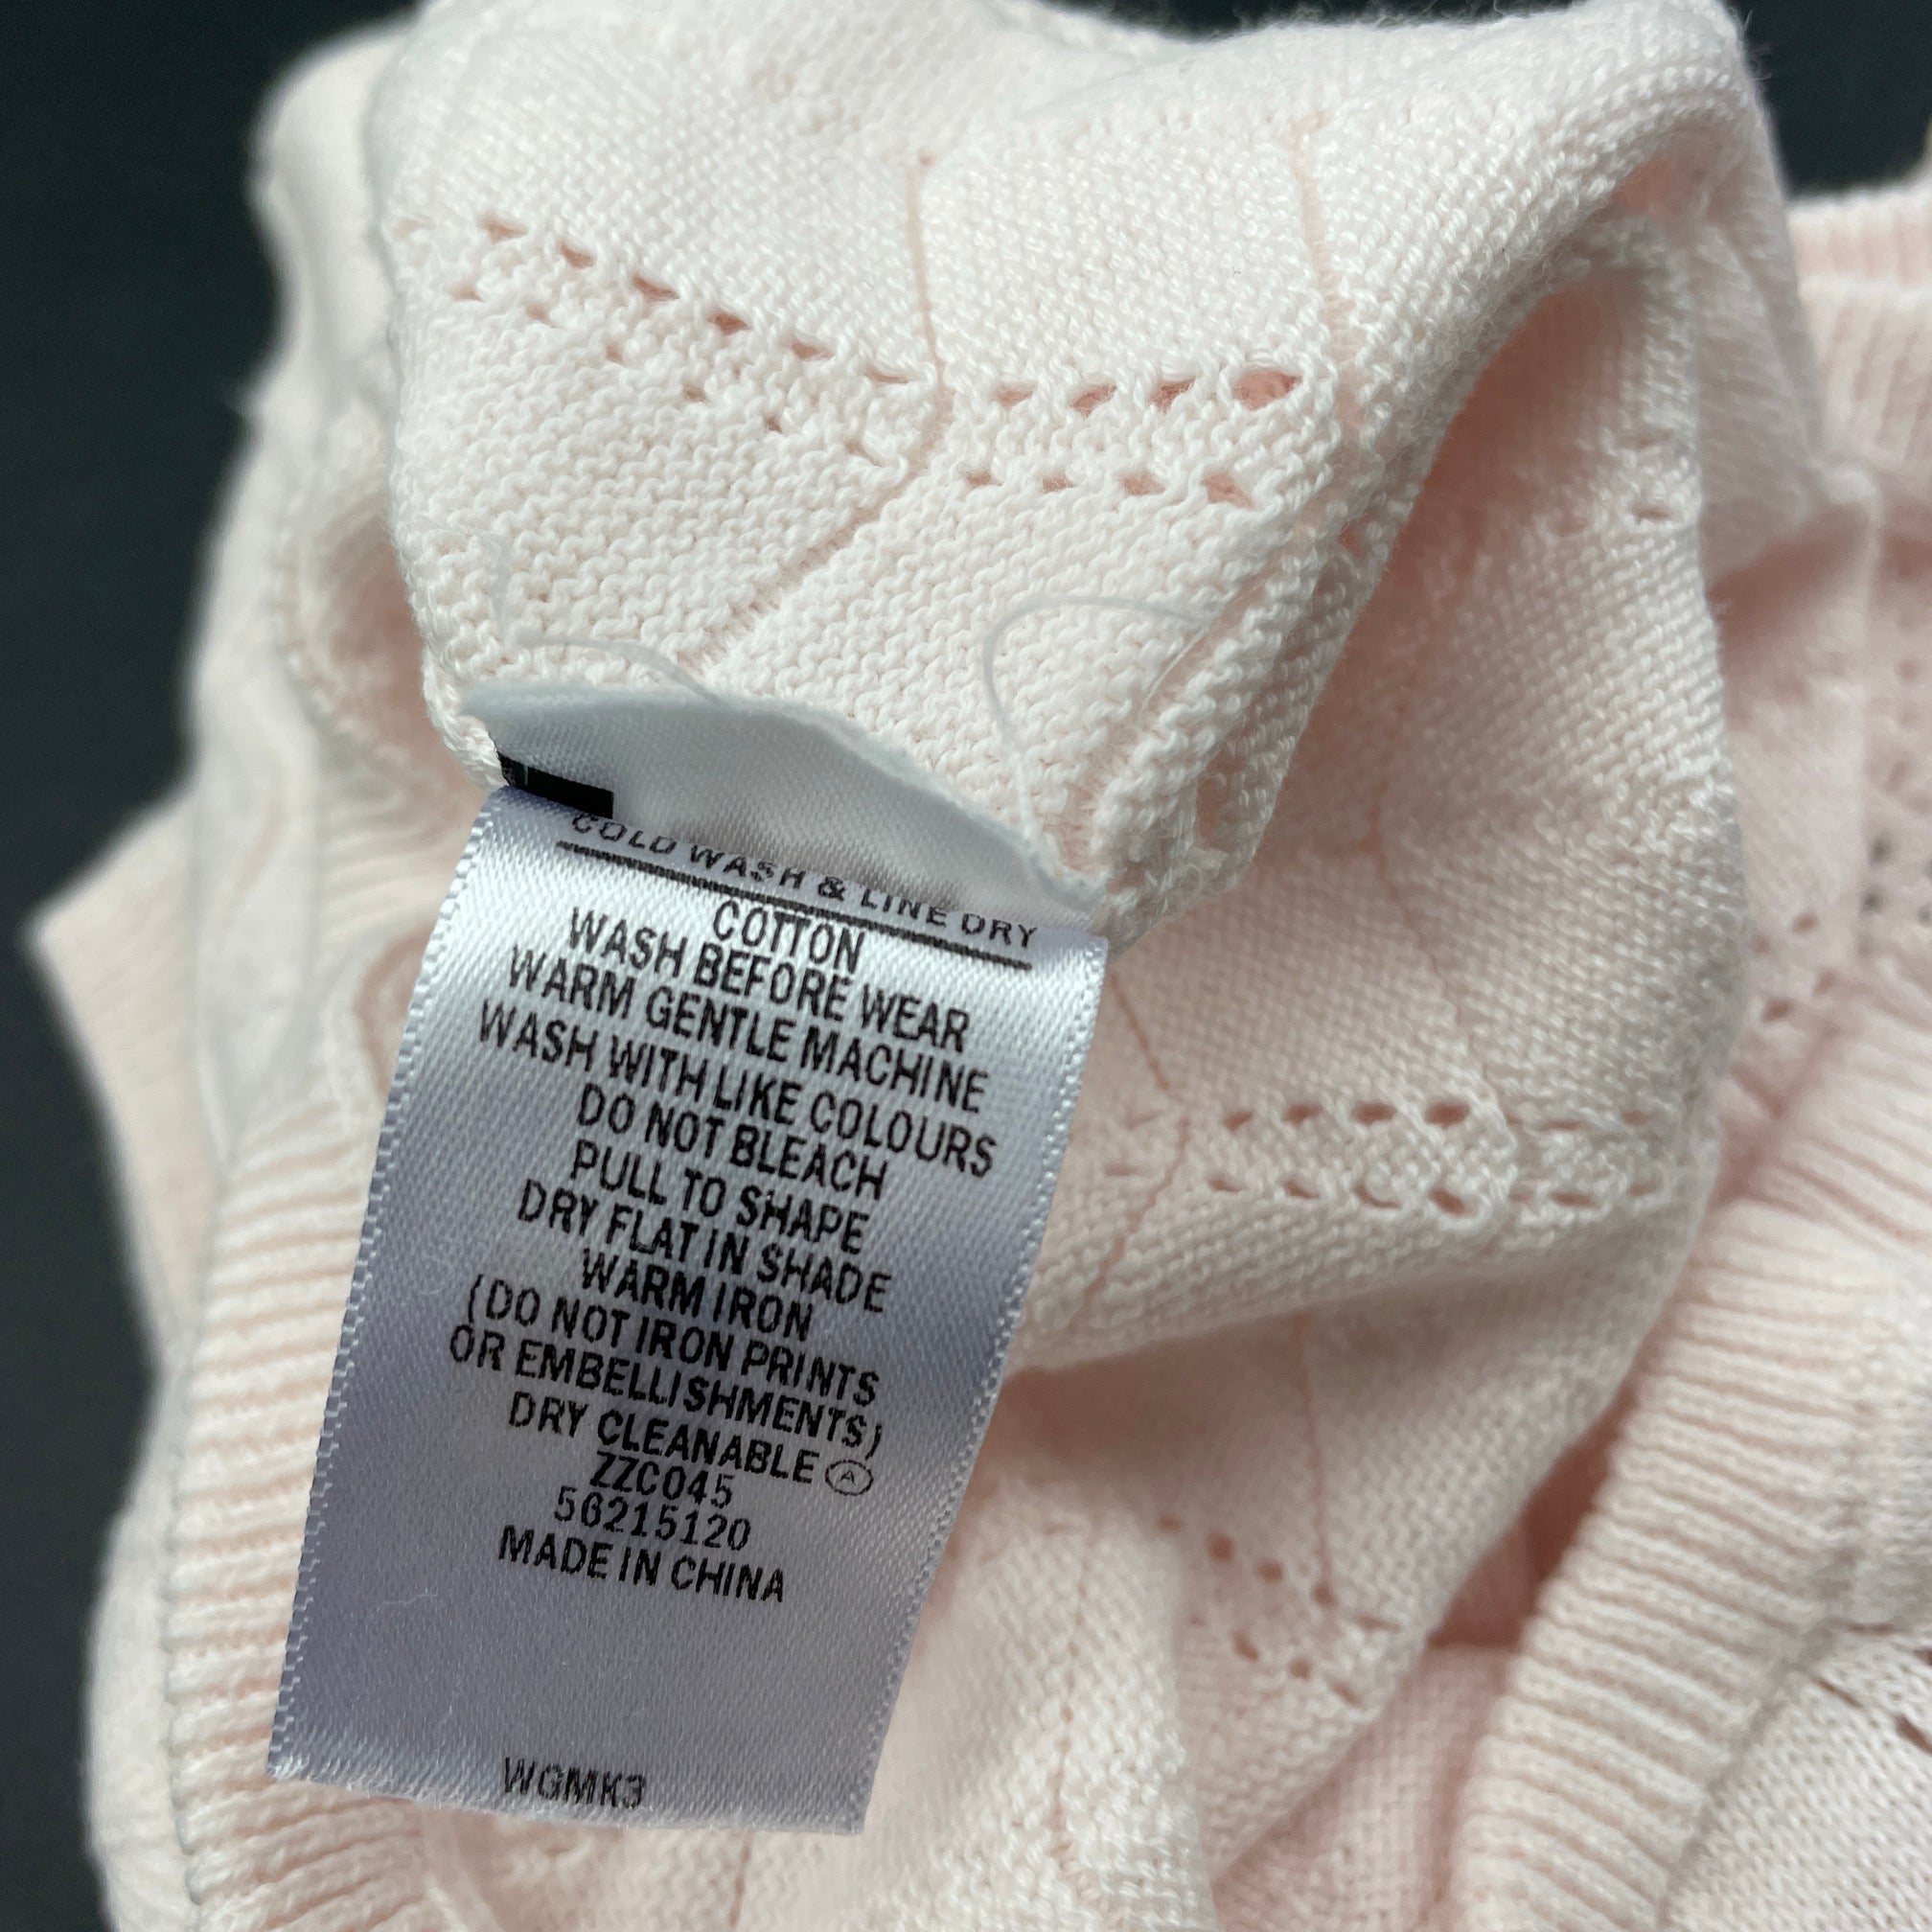 COLD WASH & LINE DRY
COTTON
WASH BEFORE WEAR
WARM GENTLE MACHINE
WASH WITH LIKE COLOURS
DO NOT BLEACH
PULL TO SHAPE
DRY FLAT IN SHADE
WARM IRON
(DO NOT IRON PRINTS
OR EMBELLISHMENTS)
DRY CLEANABLE Ⓐ
ZZC045
56215120
MADE IN CHINA
WGMK3